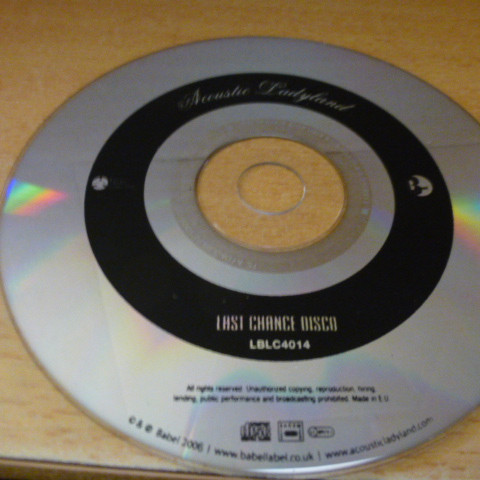 Acoustic Ladyland
LAST CHANCE DISCO
LBLC4014
All rights reserved. Unauthorized copying, reproduction, hiring
lending, public performance and broadcasting prohibited. Made in E U
© & ℗ Babel 2006 | www.babellabel.co.uk | www.acousticladyland.com